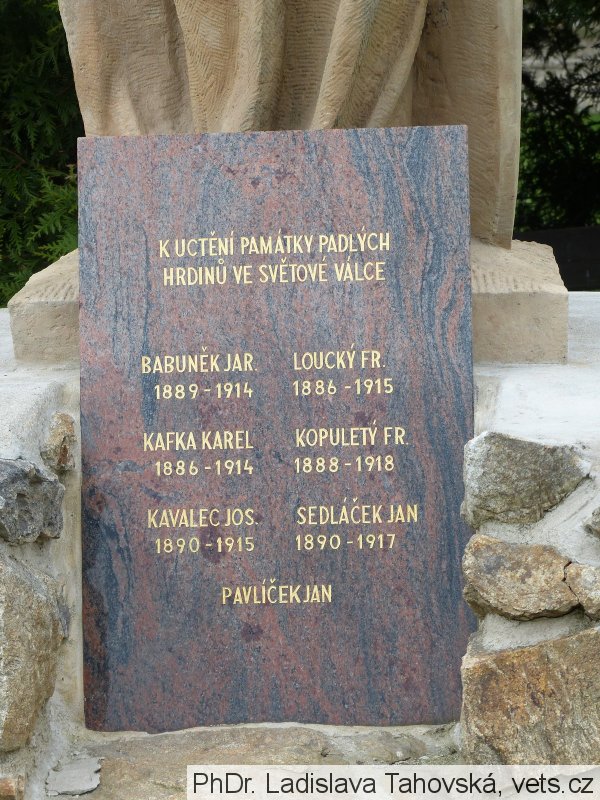 K UCTĚNÍ PAMÁTKY PADLÝCH
HRDINŮ VE SVĚTOVÉ VÁLCE
BABUNĚK JAR. LOUCKÝ FR.
1889-1914 1886-1915
KAFKA KAREL KOPULETÝ FR.
1886-1914 1888-1918
KAVALEC JOS. SEDLÁČEK JAN
1890-1915 1890-1917
PAVLÍČEK JAN
PhDr. Ladislava Tahovská, vets.cz